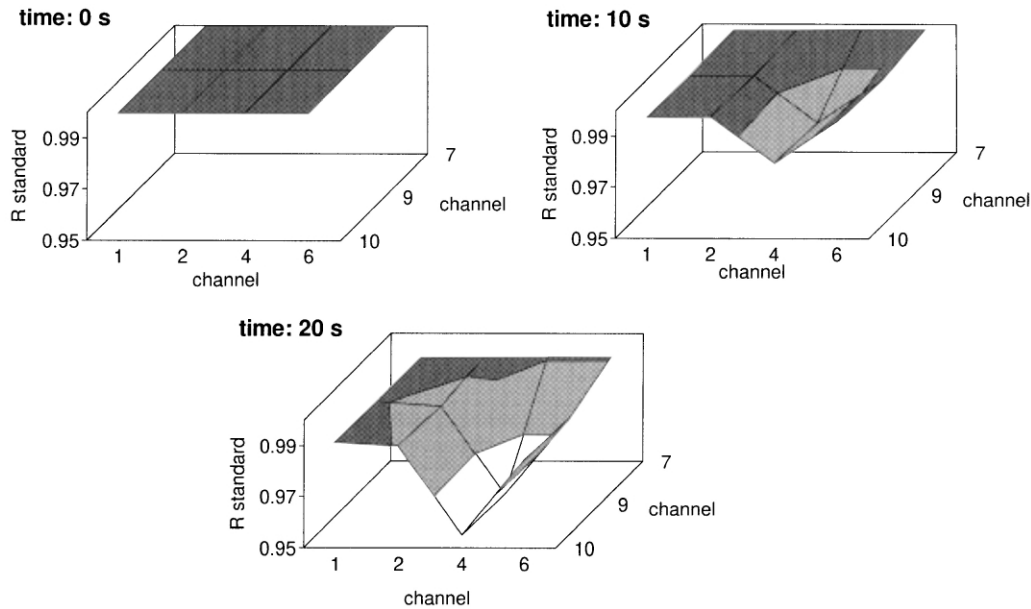 time: 0 s
0.99
0.97
0.95
R standard
1 2 4 6
channel
7
9
10
channel
time: 10 s
0.99
0.97
0.95
R standard
1 2 4 6
channel
7
9
10
channel
time: 20 s
0.99
0.97
0.95
R standard
1 2 4 6
channel
7
9
10
channel